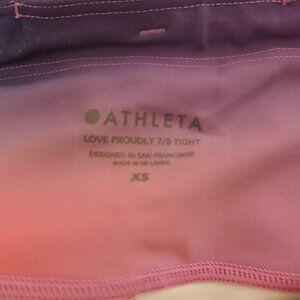 ATHLETA
LOVE PROUDLY 7/8 TIGHT
DESIGNED IN SAN FRANCISCO
MADE IN SRI LANKA
XS